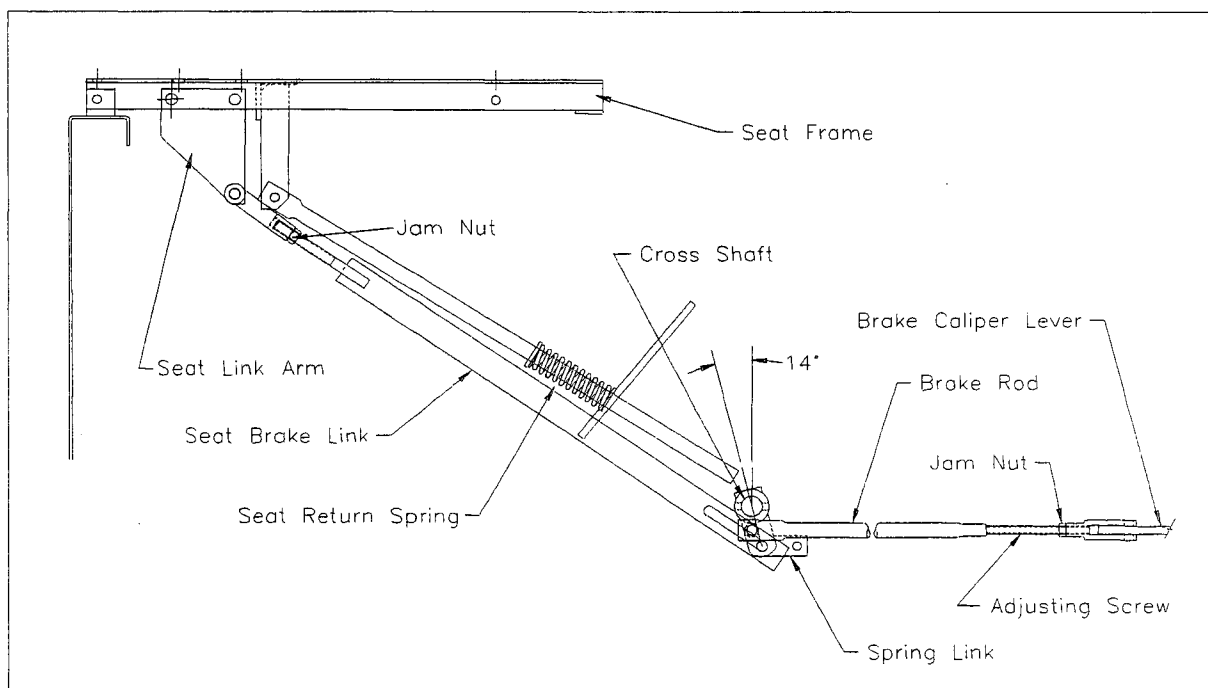 Seat Frame
Jam Nut
Cross Shaft
Brake Caliper Lever
14°
Seat Link Arm
Brake Rod
Seat Brake Link
Jam Nut
Seat Return Spring
Adjusting Screw
Spring Link